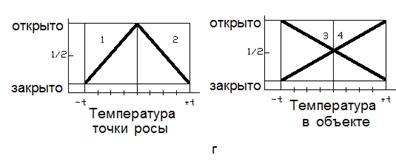 открыто
1/2
закрыто
1
2
-t
+t
Температура
точки росы
открыто
1/2
закрыто
3
4
-t
+t
Температура
в объекте
г